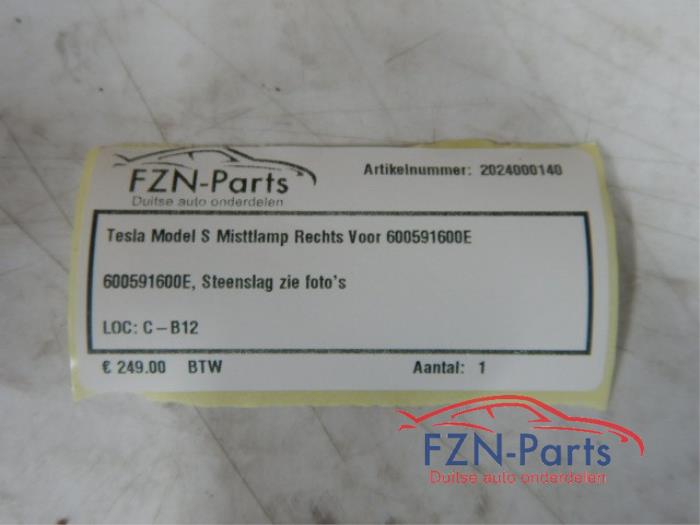 FZN-Parts
Duitse auto onderdelen
Artikelnummer: 2024000140
Tesla Model S Misttlamp Rechts Voor 600591600E
600591600E, Steenslag zie foto's
LOC: C – B12
€ 249.00 BTW
Aantal: 1
FZN-Parts
Duitse auto onderdelen